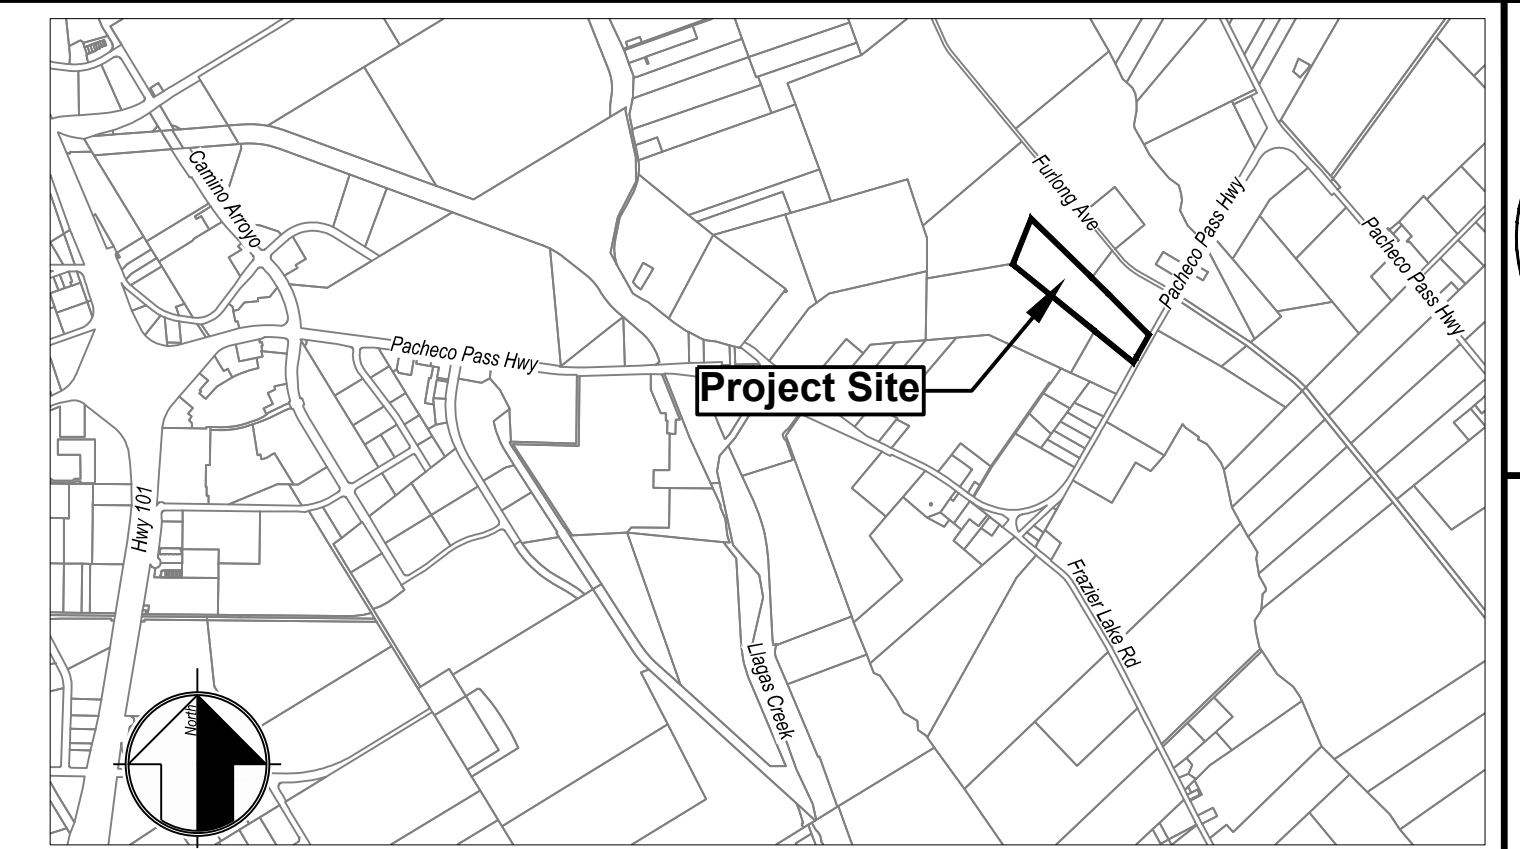 Camino Arroyo
Furlong Ave
Pacheco Pass Hwy
Pacheco Pass Hwy
Pacheco Pass Hwy
Project Site
Hwy 101
Frazier Lake Rd
Llagas Creek
North